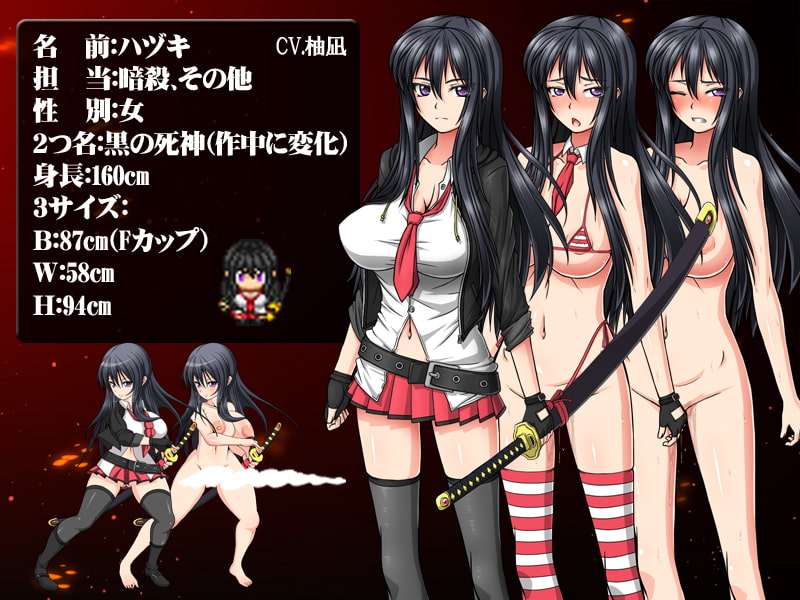 名　前:ハヅキ　CV.柚凪
担　当:暗殺、その他
性　別:女
2つ名:黒の死神(作中に変化)
身長:160cm
3サイズ:
B:87cm(Fカップ)
W:58cm
H:94cm